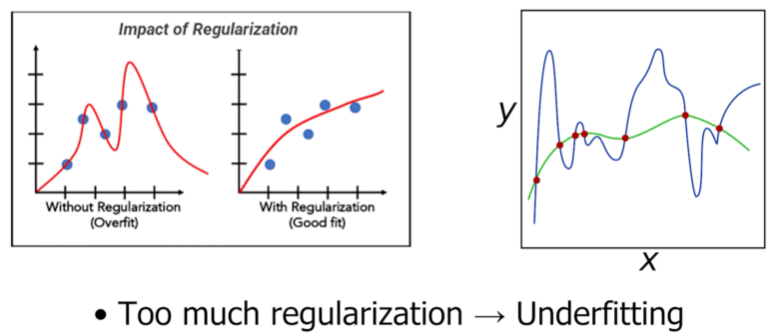 Impact of Regularization
Without Regularization
(Overfit)
With Regularization
(Good fit)
y
x
• Too much regularization → Underfitting